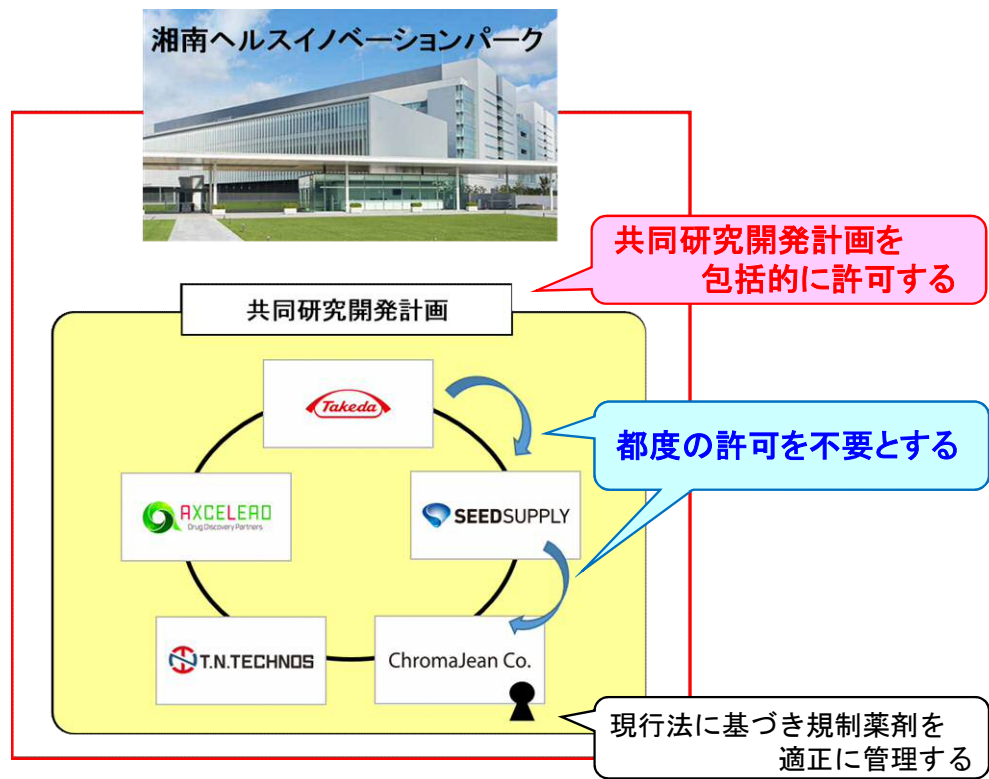 湘南ヘルスイノベーションパーク
共同研究開発計画を
包括的に許可する
共同研究開発計画
Takeda
都度の許可を不要とする
AXCELEAD
Drug Discovery Partners
SEEDSUPPLY
T.N.TECHNOS
ChromaJean Co.
現行法に基づき規制薬剤を
適正に管理する